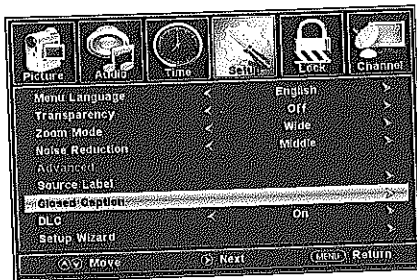 Picture Audio Time Setup Lock Channel
Menu Language English
Transparency Off
Zoom Mode Wide
Noise Reduction Middle
Advanced
Source Label
Closed Caption
DLC On
Setup Wizard
Move Next MENU Return